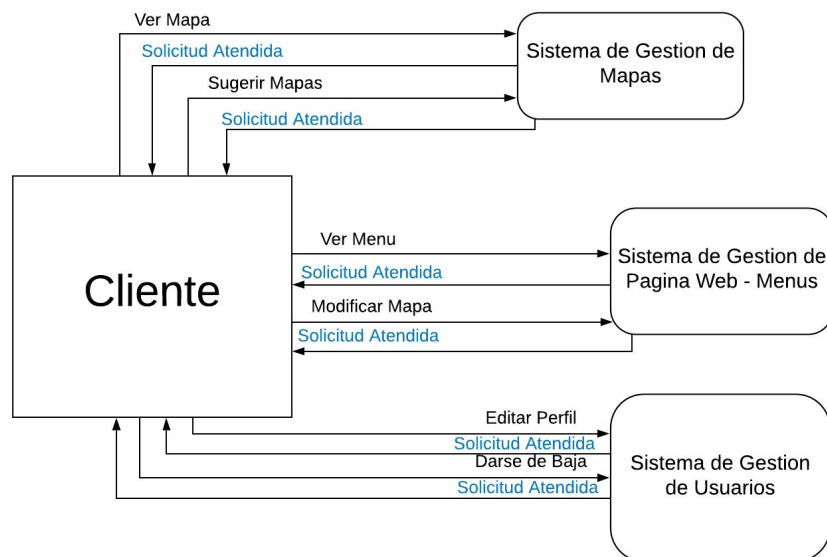 Ver Mapa
Solicitud Atendida
Sugerir Mapas
Solicitud Atendida
Sistema de Gestion de
Mapas
Cliente
Ver Menu
Solicitud Atendida
Modificar Mapa
Solicitud Atendida
Sistema de Gestion de
Pagina Web - Menus
Editar Perfil
Solicitud Atendida
Darse de Baja
Solicitud Atendida
Sistema de Gestion
de Usuarios